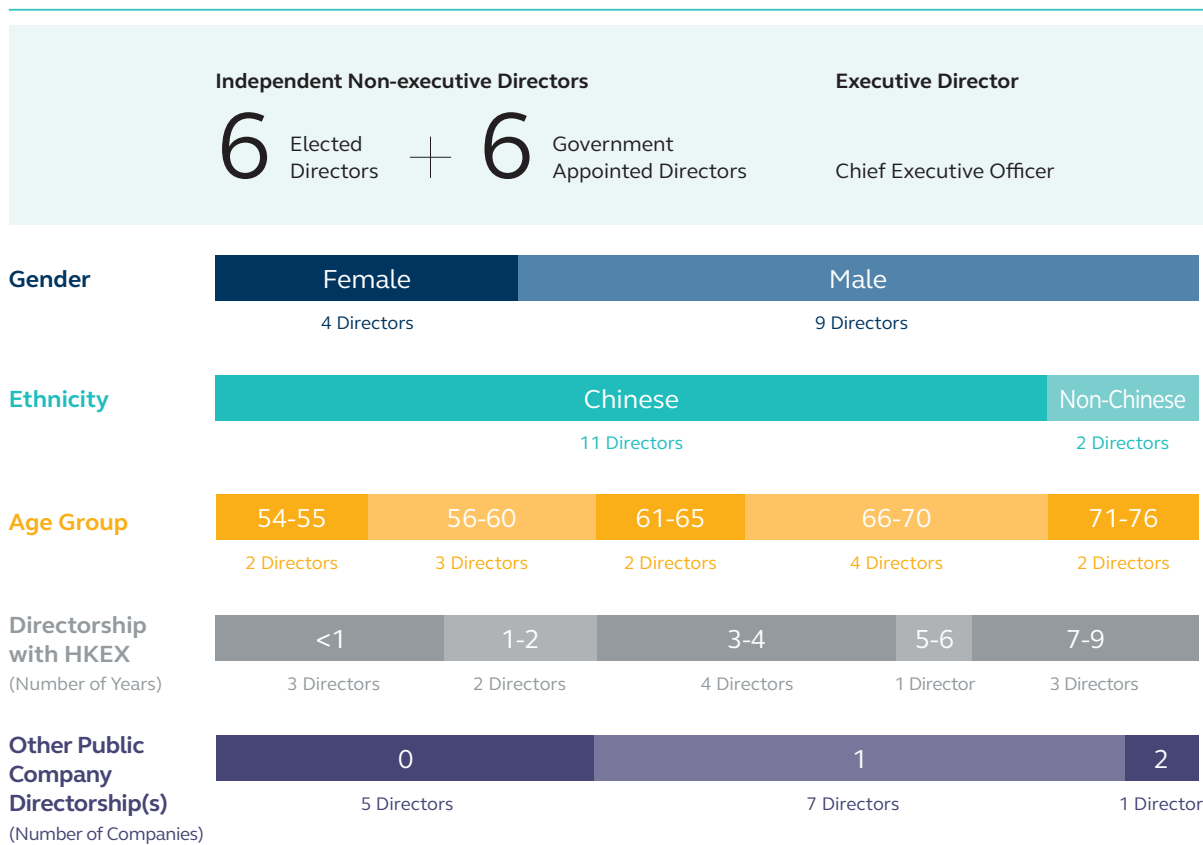 Independent Non-executive Directors
Executive Director
6 Elected Directors + 6 Government Appointed Directors
Chief Executive Officer
Gender
Female
Male
4 Directors
9 Directors
Ethnicity
Chinese
Non-Chinese
11 Directors
2 Directors
Age Group
54-55
56-60
61-65
66-70
71-76
2 Directors
3 Directors
2 Directors
4 Directors
2 Directors
Directorship
with HKEX
(Number of Years)
<1
1-2
3-4
5-6
7-9
3 Directors
2 Directors
4 Directors
1 Director
3 Directors
Other Public
Company
Directorship(s)
(Number of Companies)
0
1
2
5 Directors
7 Directors
1 Director